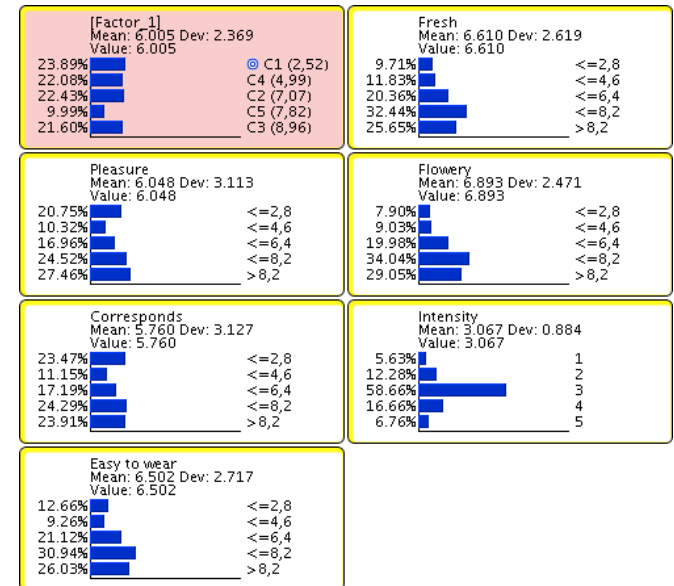 [Factor_1]
Mean: 6.005 Dev: 2.369
Value: 6.005
23.89% C1 (2,52)
22.08% C4 (4,99)
22.43% C2 (7,07)
9.99% C5 (7,82)
21.60% C3 (8,96)
Fresh
Mean: 6.610 Dev: 2.619
Value: 6.610
9.71% <=2,8
11.83% <=4,6
20.36% <=6,4
32.44% <=8,2
25.65% >8,2
Pleasure
Mean: 6.048 Dev: 3.113
Value: 6.048
20.75% <=2,8
10.32% <=4,6
16.96% <=6,4
24.52% <=8,2
27.46% >8,2
Flowery
Mean: 6.893 Dev: 2.471
Value: 6.893
7.90% <=2,8
9.03% <=4,6
19.98% <=6,4
34.04% <=8,2
29.05% >8,2
Corresponds
Mean: 5.760 Dev: 3.127
Value: 5.760
23.47% <=2,8
11.15% <=4,6
17.19% <=6,4
24.29% <=8,2
23.91% >8,2
Intensity
Mean: 3.067 Dev: 0.884
Value: 3.067
5.63% 1
12.28% 2
58.66% 3
16.66% 4
6.76% 5
Easy to wear
Mean: 6.502 Dev: 2.717
Value: 6.502
12.66% <=2,8
9.26% <=4,6
21.12% <=6,4
30.94% <=8,2
26.03% >8,2